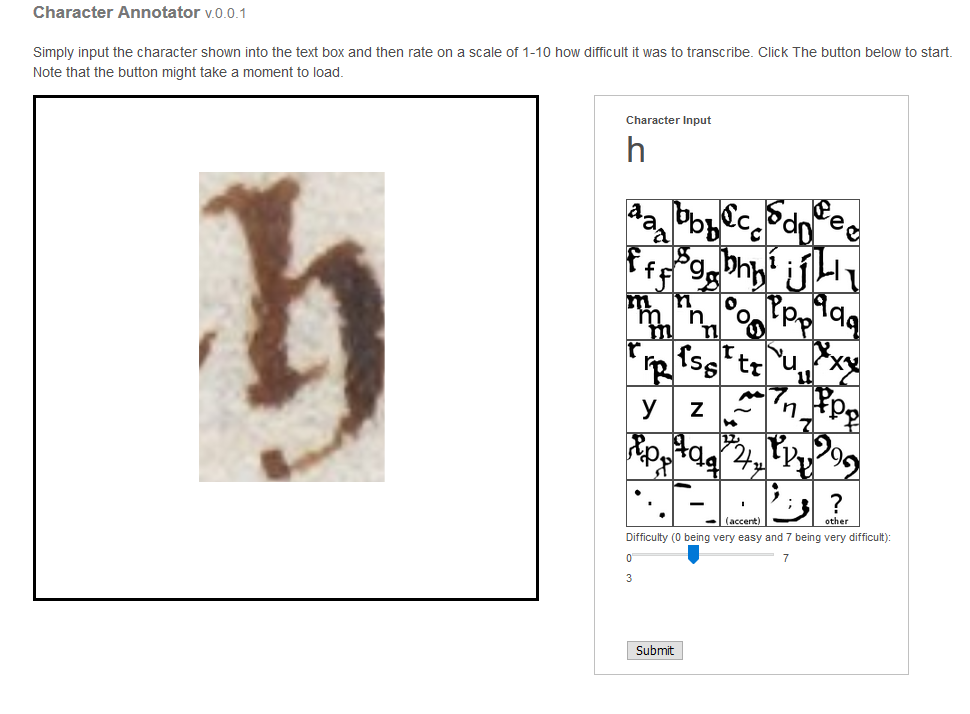 Character Annotator v.0.0.1
Simply input the character shown into the text box and then rate on a scale of 1-10 how difficult it was to transcribe. Click The button below to start.
Note that the button might take a moment to load.
h
Character Input
h
a a a b b b C c c d d D e e e
f f f g g g h h h i i j j L l l
m m m n n n o o o p p p q q q
r r R s s s t t t u u u x x x
y z ~
(accent) ; ; ? other
Difficulty (0 being very easy and 7 being very difficult):
0 7
3
Submit